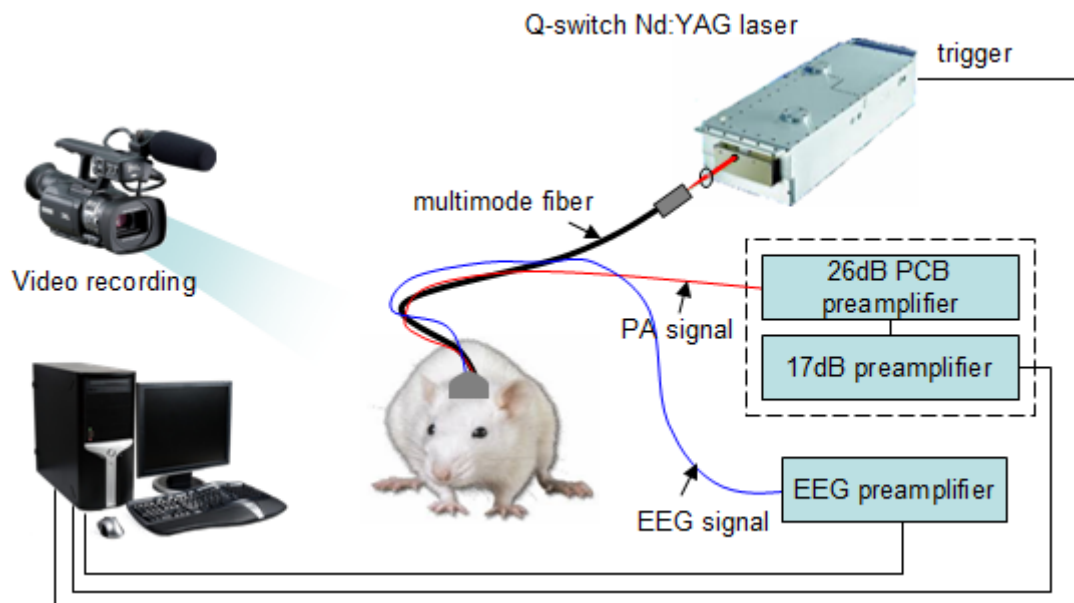 Q-switch Nd:YAG laser
trigger
multimode fiber
Video recording
26dB PCB
preamplifier
PA signal
17dB preamplifier
EEG preamplifier
EEG signal